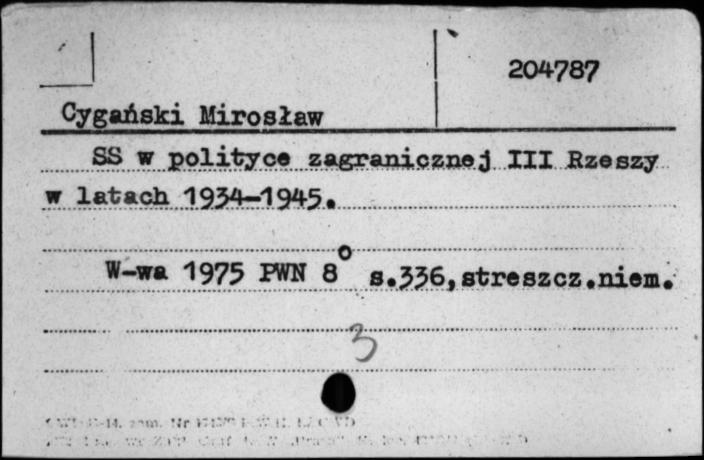 204787
Cygański Mirosław
SS w polityce zagranicznej III Rzeszy
w latach 1934-1945.
W-wa 1975 PWN 8° s.336,streszcz.niem.
3